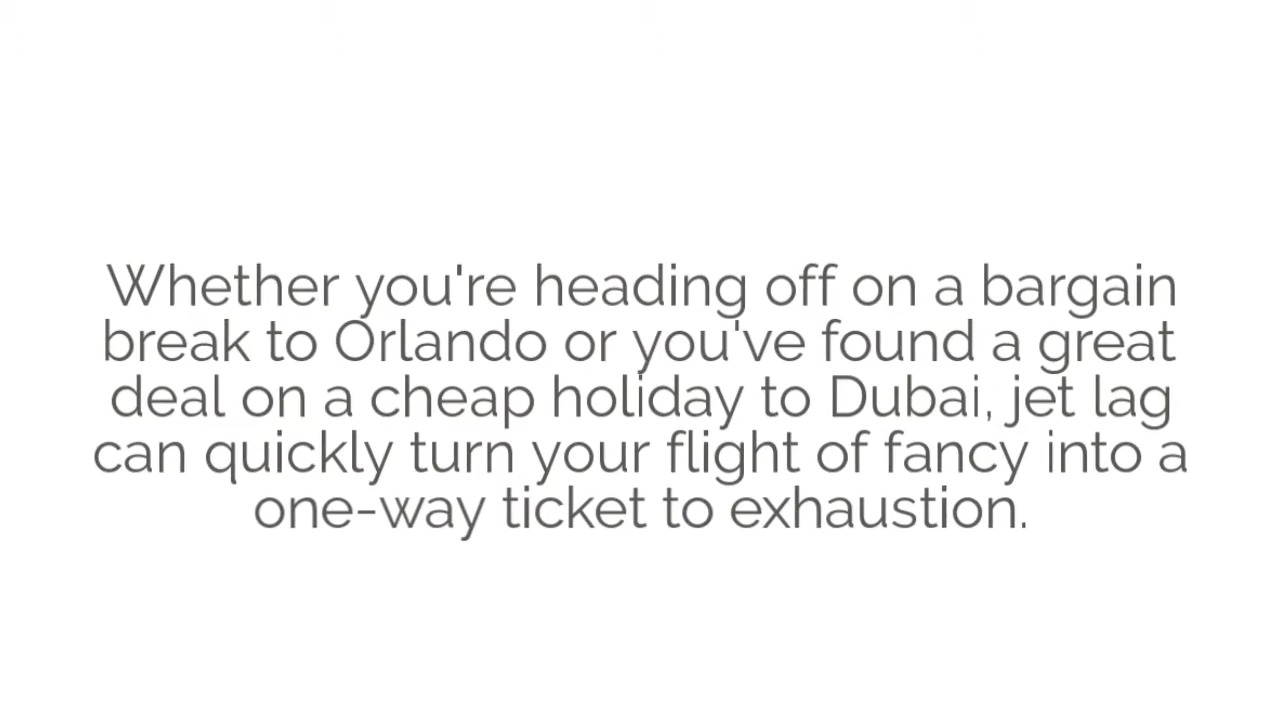 Whether you're heading off on a bargain
break to Orlando or you've found a great
deal on a cheap holiday to Dubai, jet lag
can quickly turn your flight of fancy into a
one-way ticket to exhaustion.